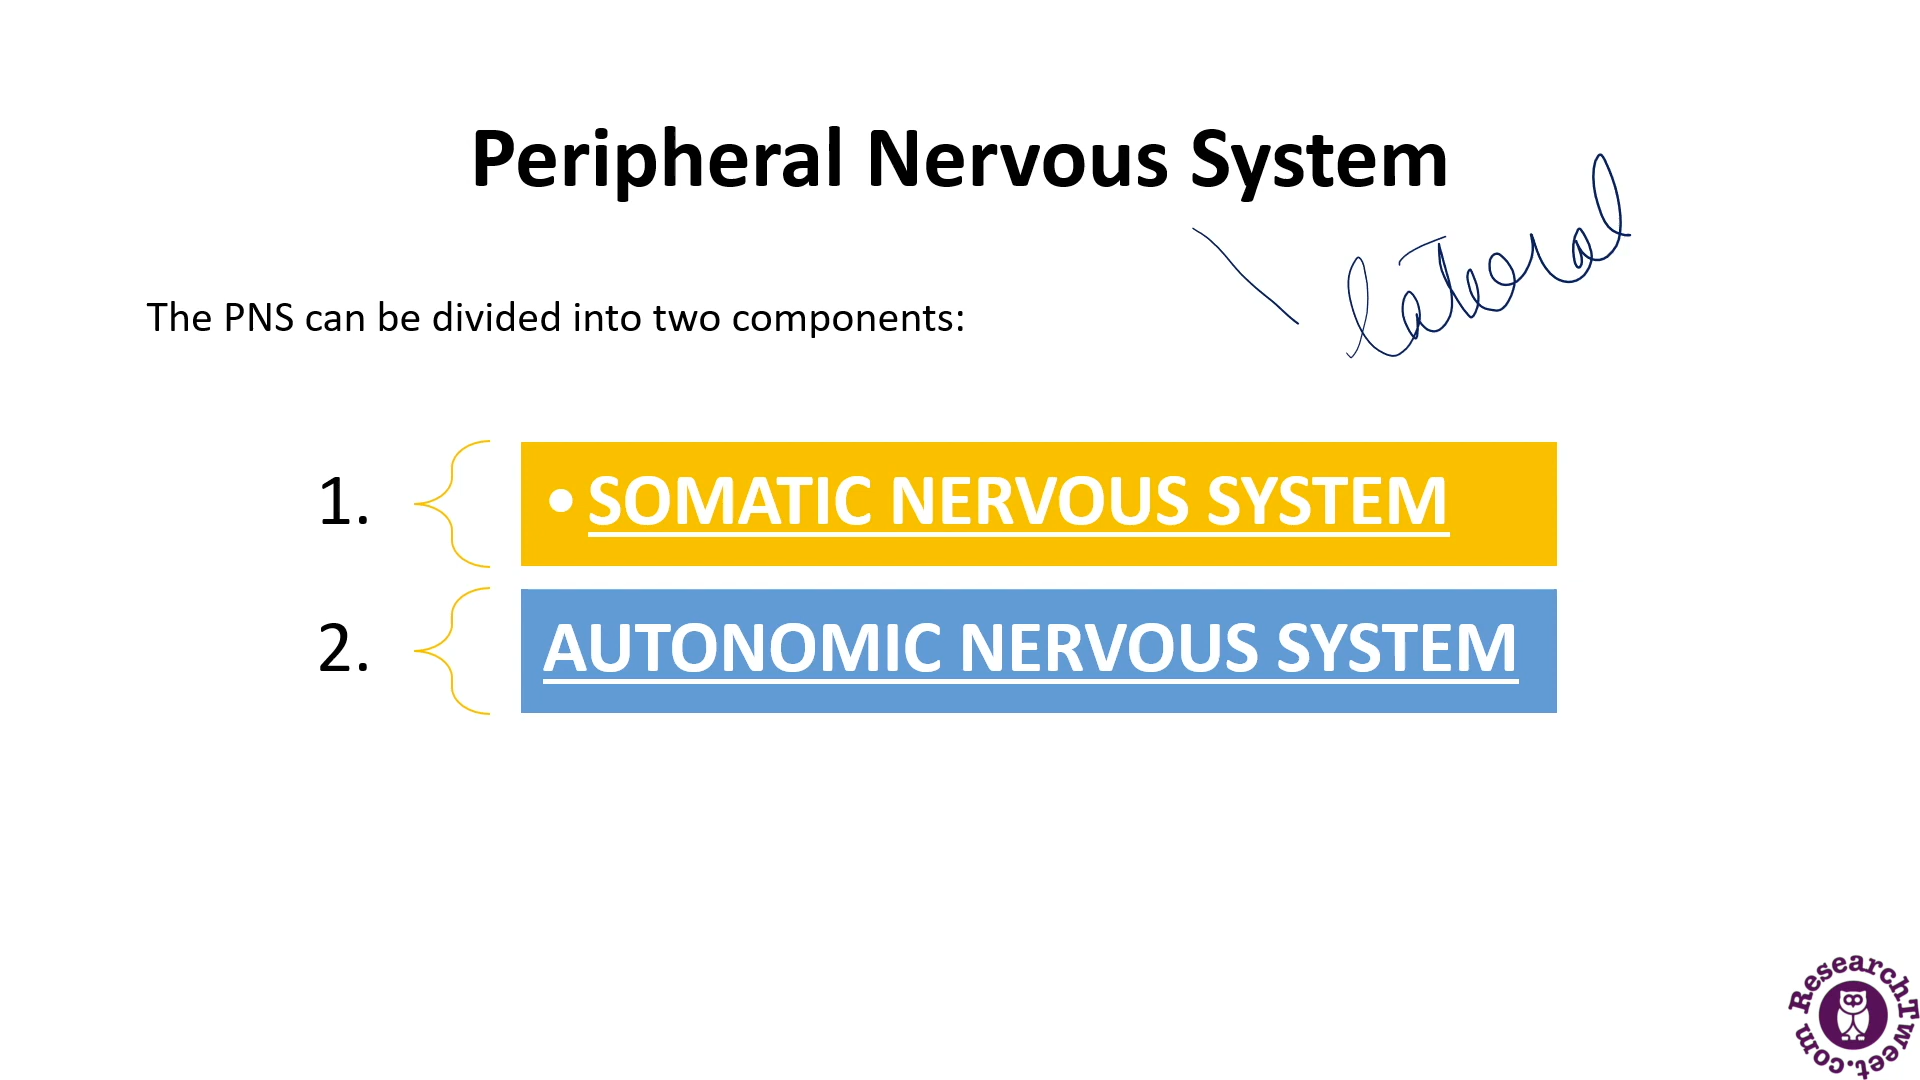 Peripheral Nervous System
lateral
The PNS can be divided into two components:
1. • SOMATIC NERVOUS SYSTEM
2. AUTONOMIC NERVOUS SYSTEM
ResearchTweet.com